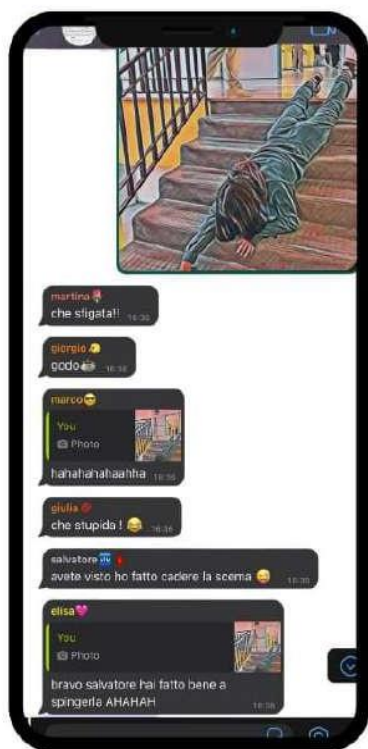 martina🌹
che sfigata!! 16:36
giorgio
godo 16:36
marco😎
You
Photo
hahahahahaahha 16:36
giulia💋
che stupida ! 😂 16:36
salvatore
avete visto ho fatto cadere la scema 😂 16:36
elisa💖
You
Photo
bravo salvatore hai fatto bene a
spingerla AHAHAH 16:36